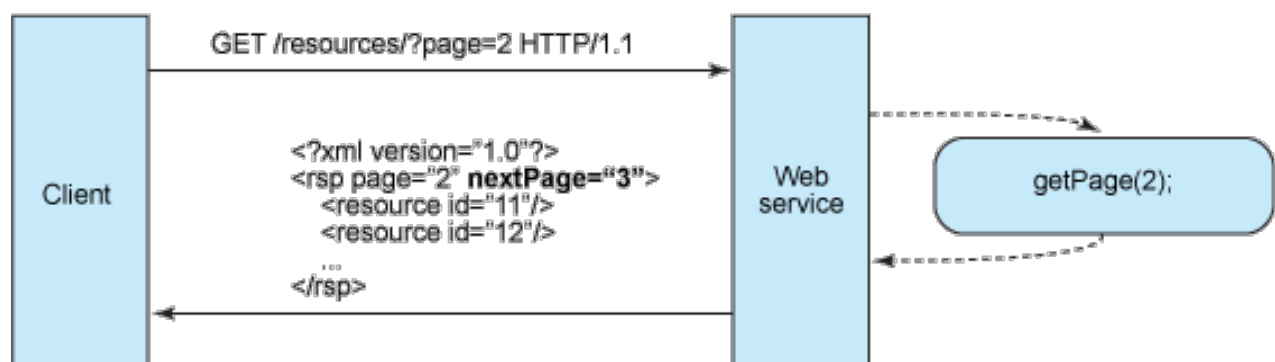 GET /resources/?page=2 HTTP/1.1
<?xml version="1.0"?>
<rsp page="2" nextPage="3">
<resource id="11"/>
<resource id="12"/>
...
</rsp>
Client
Web
service
getPage(2);